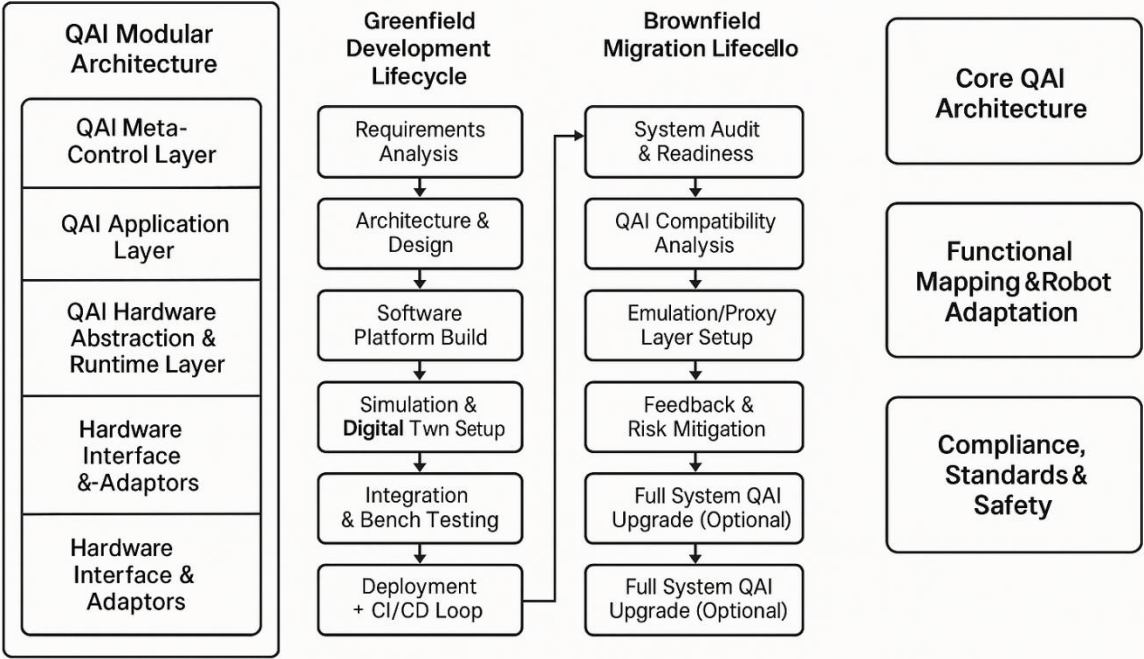 QAI Modular
Architecture
QAI Meta-
Control Layer
QAI Application
Layer
QAI Hardware
Abstraction &
Runtime Layer
Hardware
Interface
&-Adaptors
Hardware
Interface &
Adaptors
Greenfield
Development
Lifecycle
Requirements
Analysis
Architecture &
Design
Software
Platform Build
Simulation &
Digital Twn Setup
Integration
& Bench Testing
Deployment
+ CI/CD Loop
Brownfield
Migration Lifecello
System Audit
& Readiness
QAI Compatibility
Analysis
Emulation/Proxy
Layer Setup
Feedback &
Risk Mitigation
Full System QAI
Upgrade (Optional)
Full System QAI
Upgrade (Optional)
Core QAI
Architecture
Functional
Mapping &Robot
Adaptation
Compliance,
Standards &
Safety